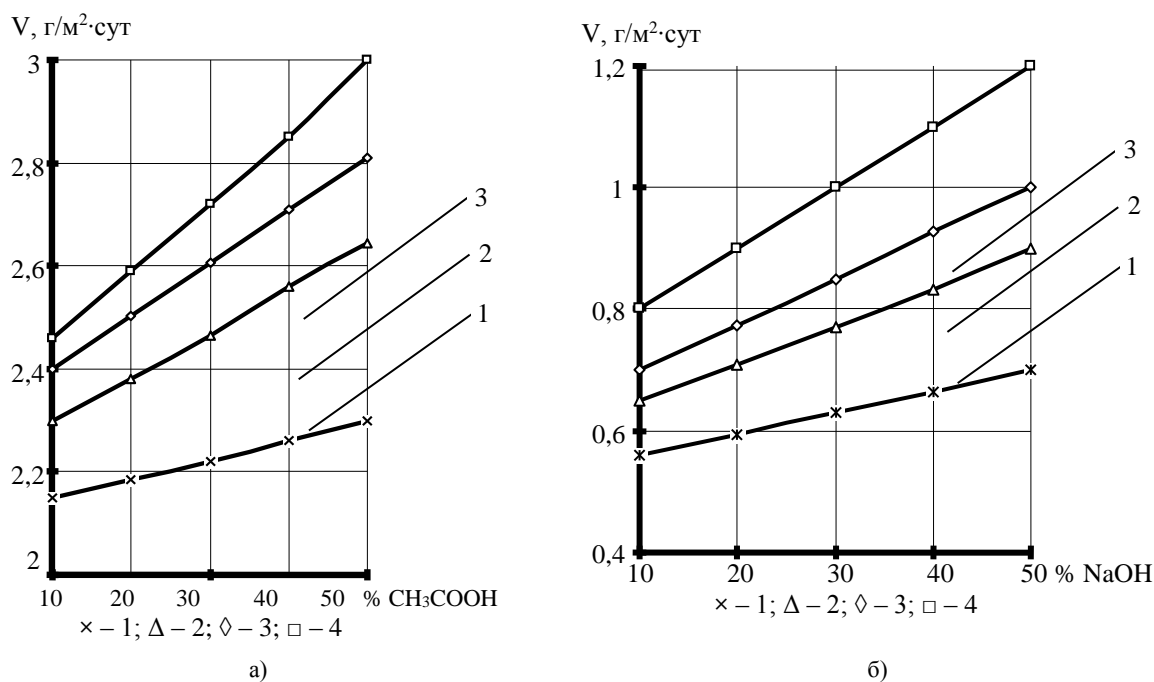 V, г/м²·сут
3
2,8
2,6
2,4
2,2
2
10 20 30 40 50 % CH₃COOH
3
2
1
× – 1; Δ – 2; ◊ – 3; □ – 4
а)
V, г/м²·сут
1,2
1
0,8
0,6
0,4
10 20 30 40 50 % NaOH
3
2
1
× – 1; Δ – 2; ◊ – 3; □ – 4
б)